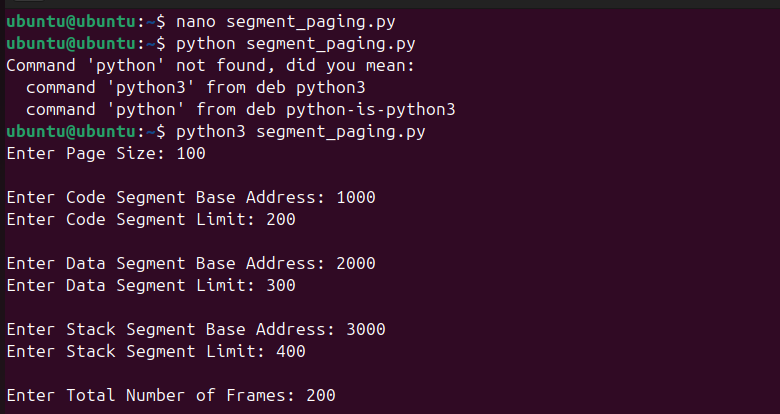 ubuntu@ubuntu:~$ nano segment_paging.py
ubuntu@ubuntu:~$ python segment_paging.py
Command 'python' not found, did you mean:
  command 'python3' from deb python3
  command 'python' from deb python-is-python3
ubuntu@ubuntu:~$ python3 segment_paging.py
Enter Page Size: 100

Enter Code Segment Base Address: 1000
Enter Code Segment Limit: 200

Enter Data Segment Base Address: 2000
Enter Data Segment Limit: 300

Enter Stack Segment Base Address: 3000
Enter Stack Segment Limit: 400

Enter Total Number of Frames: 200